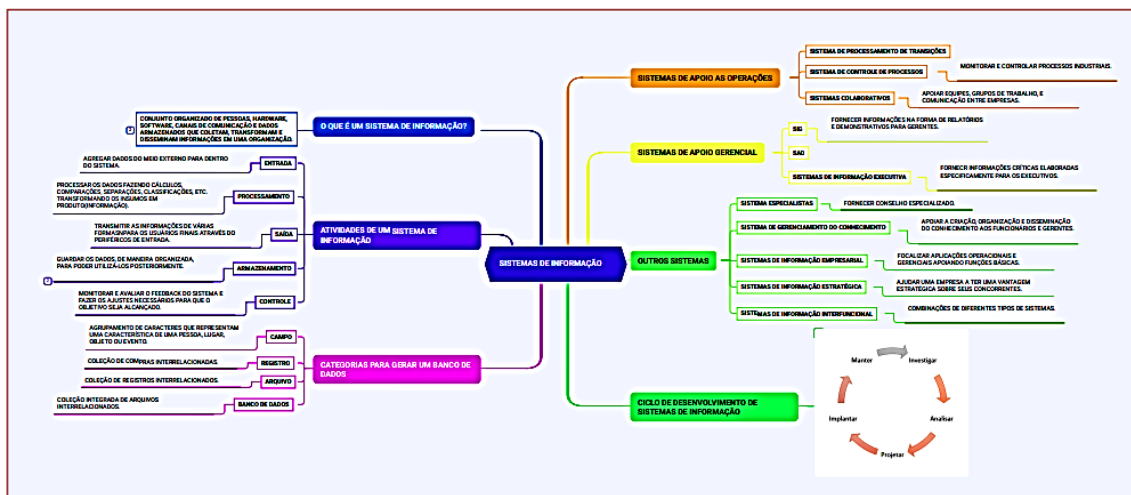 SISTEMAS DE INFORMAÇÃO
O QUE É UM SISTEMA DE INFORMAÇÃO?
CONJUNTO ORGANIZADO DE PESSOAS, HARDWARE,
SOFTWARE, CANAIS DE COMUNICAÇÃO E DADOS
ARMAZENADOS QUE COLETAM, TRANSFORMAM E
DISSEMINAM INFORMAÇÕES EM UMA ORGANIZAÇÃO.
ATIVIDADES DE UM SISTEMA DE
INFORMAÇÃO
ENTRADA
AGREGAR DADOS DO MEIO EXTERNO PARA DENTRO
DO SISTEMA.
PROCESSAMENTO
PROCESSAR OS DADOS FAZENDO CÁLCULOS,
COMPARAÇÕES, SEPARAÇÕES, CLASSIFICAÇÕES, ETC.
TRANSFORMANDO OS INSUMOS EM
PRODUTO(INFORMAÇÃO).
SAÍDA
TRANSMITIR AS INFORMAÇÕES DE VÁRIAS
FORMASNPARA OS USUÁRIOS FINAIS ATRAVÉS DO
PERIFÉRICOS DE ENTRADA.
ARMAZENAMENTO
GUARDAR OS DADOS, DE MANEIRA ORGANIZADA,
PARA PODER UTILIZÁ-LOS POSTERIORMENTE.
CONTROLE
MONITORAR E AVALIAR O FEEDBACK DO SISTEMA E
FAZER OS AJUSTES NECESSÁRIOS PARA QUE O
OBJETIVO SEJA ALCANÇADO.
CATEGORIAS PARA GERAR UM BANCO DE
DADOS
CAMPO
AGRUPAMENTO DE CARACTERES QUE REPRESENTAM
UMA CARACTERÍSTICA DE UMA PESSOA, LUGAR,
OBJETO OU EVENTO.
REGISTRO
COLEÇÃO DE COMPRAS INTERRELACIONADAS.
ARQUIVO
COLEÇÃO DE REGISTROS INTERRELACIONADOS.
BANCO DE DADOS
COLEÇÃO INTEGRADA DE ARQUIVOS
INTERRELACIONADOS.
SISTEMAS DE APOIO AS OPERAÇÕES
SISTEMA DE PROCESSAMENTO DE TRANSIÇÕES
SISTEMA DE CONTROLE DE PROCESSOS
MONITORAR E CONTROLAR PROCESSOS INDUSTRIAIS.
SISTEMAS COLABORATIVOS
APOIAR EQUIPES, GRUPOS DE TRABALHO, E
COMUNICAÇÃO ENTRE EMPRESAS.
SISTEMAS DE APOIO GERENCIAL
SIG
FORNECER INFORMAÇÕES NA FORMA DE RELATÓRIOS
E DEMONSTRATIVOS PARA GERENTES.
SAD
SISTEMAS DE INFORMAÇÃO EXECUTIVA
FORNECR INFORMAÇÕES CRÍTICAS ELABORADAS
ESPECIFICAMENTE PARA OS EXECUTIVOS.
OUTROS SISTEMAS
SISTEMA ESPECIALISTAS
FORNECER CONSELHO ESPECIALIZADO.
SISTEMA DE GERENCIAMENTO DO CONHECIMENTO
APOIAR A CRIAÇÃO, ORGANIZAÇÃO E DISSEMINAÇÃO
DO CONHECIMENTO AOS FUNCIONÁRIOS E GERENTES.
SISTEMAS DE INFORMAÇÃO EMPRESARIAL
FOCALIZAR APLICAÇÕES OPERACIONAIS E
GERENCIAIS APOIANDO FUNÇÕES BÁSICAS.
SISTEMAS DE INFORMAÇÃO ESTRATÉGICA
AJUDAR UMA EMPRESA A TER UMA VANTAGEM
ESTRATEGICA SOBRE SEUS CONCORRENTES.
SISTEMAS DE INFORMAÇÃO INTERFUNCIONAL
COMBINAÇÕES DE DIFERENTES TIPOS DE SISTEMAS.
CICLO DE DESENVOLVIMENTO DE
SISTEMAS DE INFORMAÇÃO
Manter
Investigar
Analisar
Projetar
Implantar